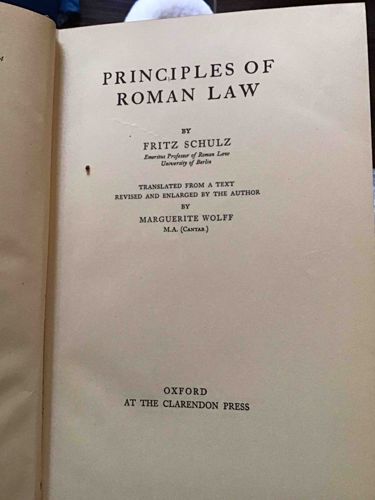 PRINCIPLES OF
ROMAN LAW
BY
FRITZ SCHULZ
Emeritus Professor of Roman Law
University of Berlin
TRANSLATED FROM A TEXT
REVISED AND ENLARGED BY THE AUTHOR
BY
MARGUERITE WOLFF
M.A. (CANTAB.)
OXFORD
AT THE CLARENDON PRESS